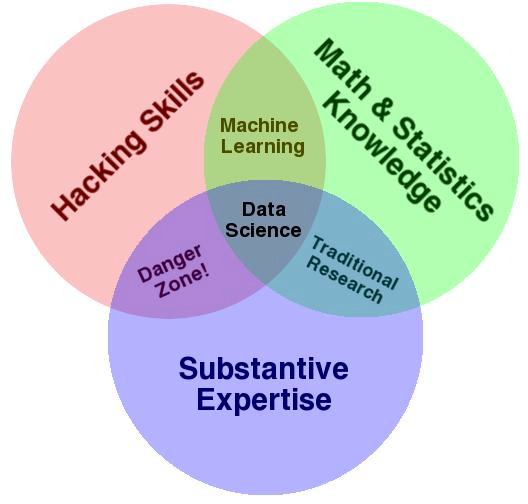 Hacking Skills
Math & Statistics
Knowledge
Machine
Learning
Data
Science
Danger
Zone!
Traditional
Research
Substantive
Expertise